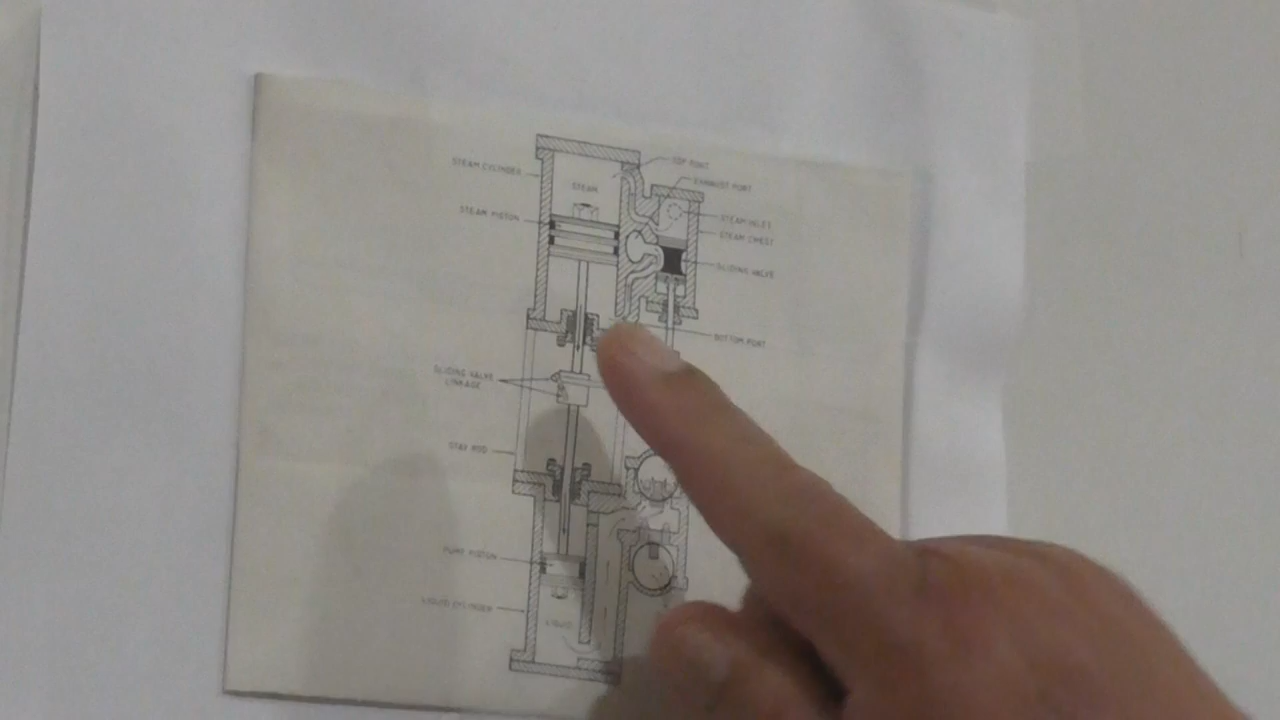 STEAM CYLINDER
TOP PORT
EXHAUST PORT
STEAM
STEAM PISTON
STEAM INLET
STEAM CHEST
SLIDING VALVE
BOTTOM PORT
SLIDING VALVE
LINKAGE
STAY ROD
PUMP PISTON
LIQUID CYLINDER
LIQUID